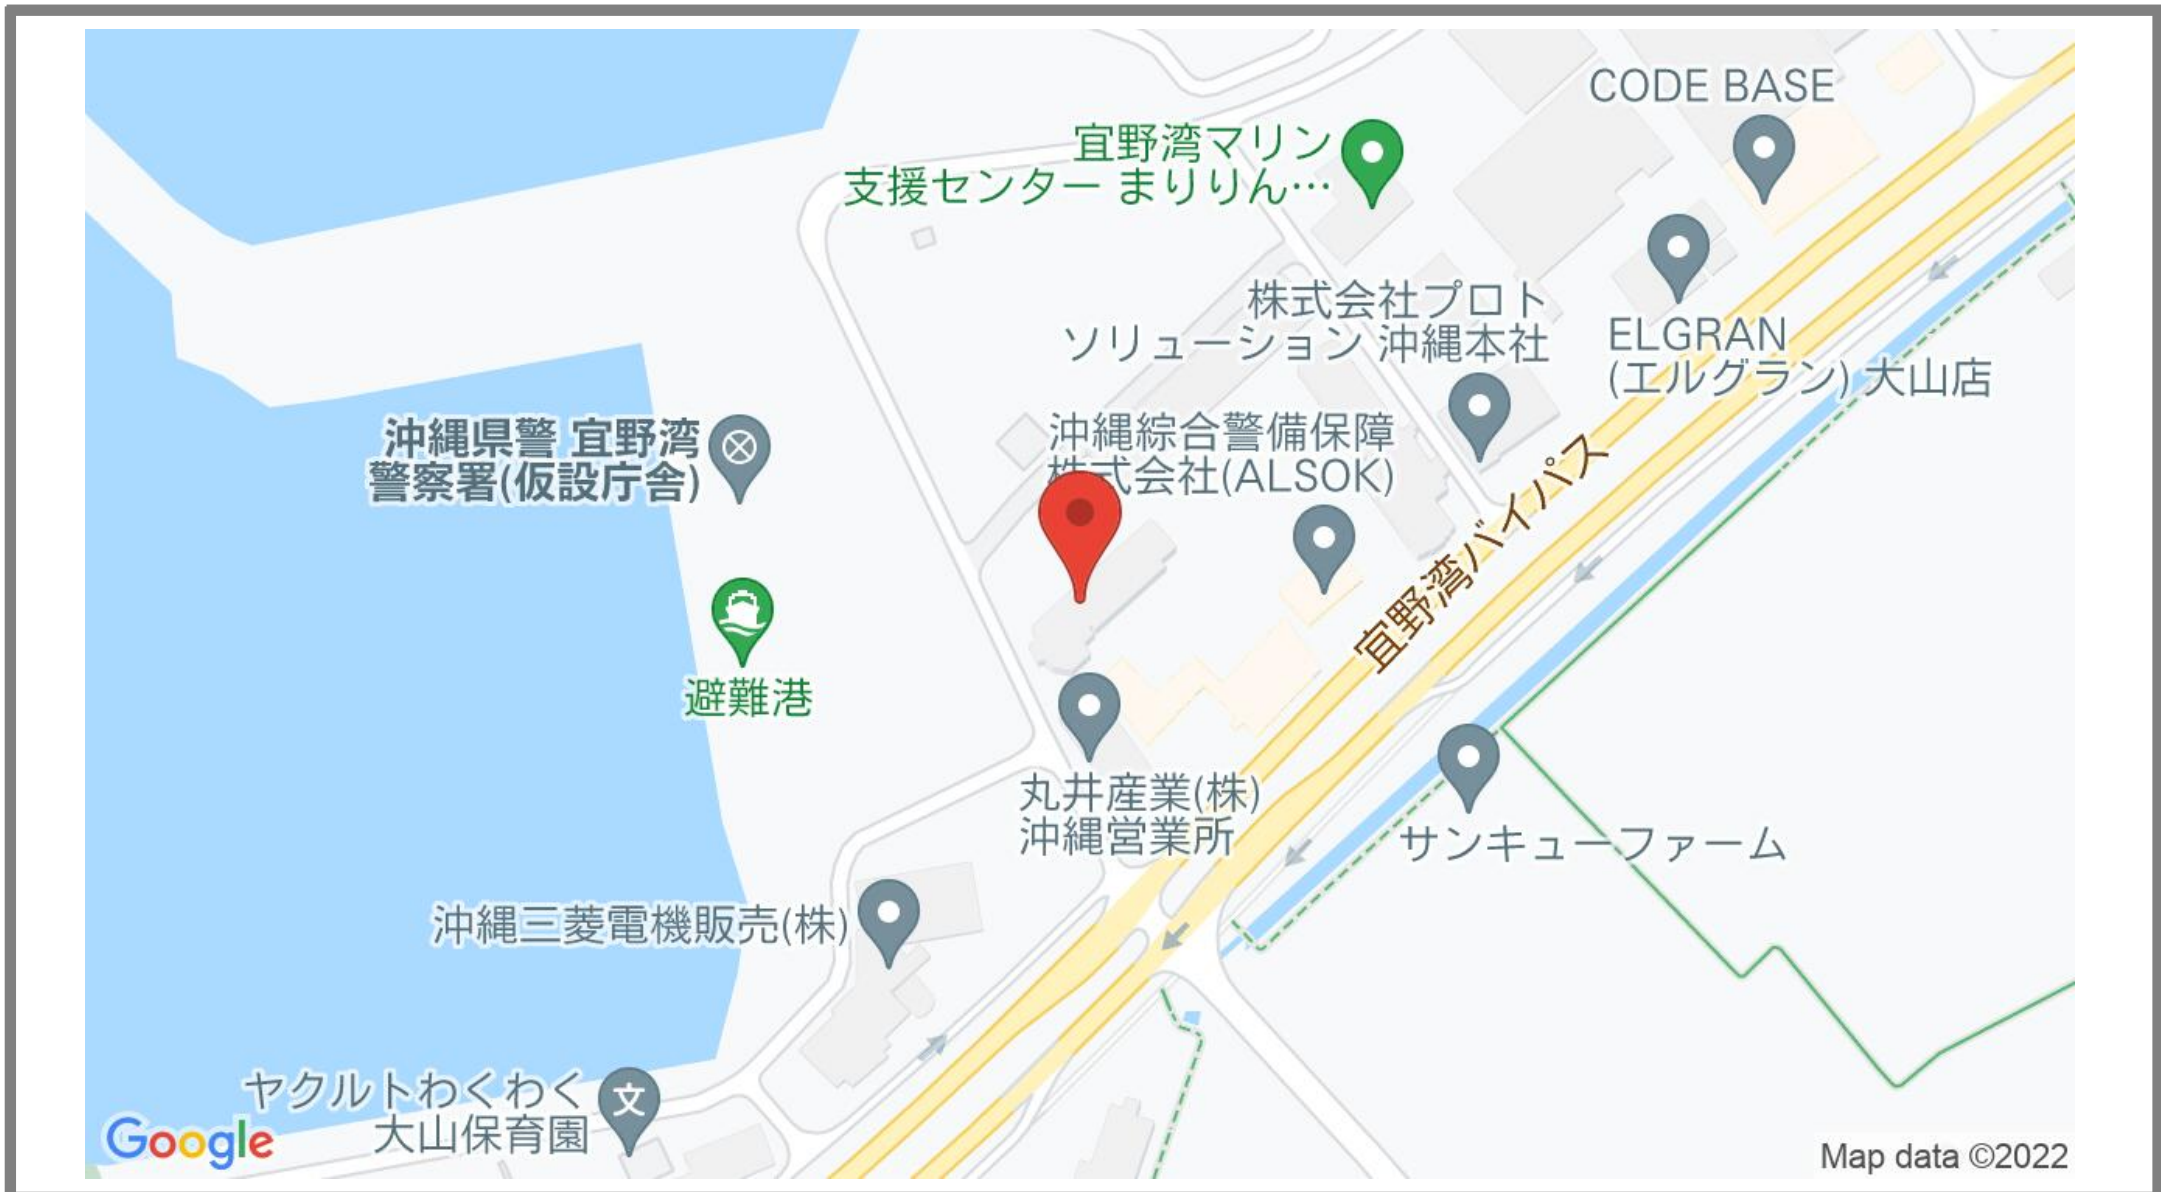 CODE BASE
宜野湾マリン
支援センター まりりん…
株式会社プロト
ソリューション 沖縄本社
ELGRAN
(エルグラン) 大山店
沖縄県警 宜野湾
警察署(仮設庁舎)
沖縄綜合警備保障
株式会社(ALSOK)
宜野湾バイパス
避難港
丸井産業(株)
沖縄営業所
サンキューファーム
沖縄三菱電機販売(株)
ヤクルトわくわく
大山保育園
文
Google
Map data ©2022